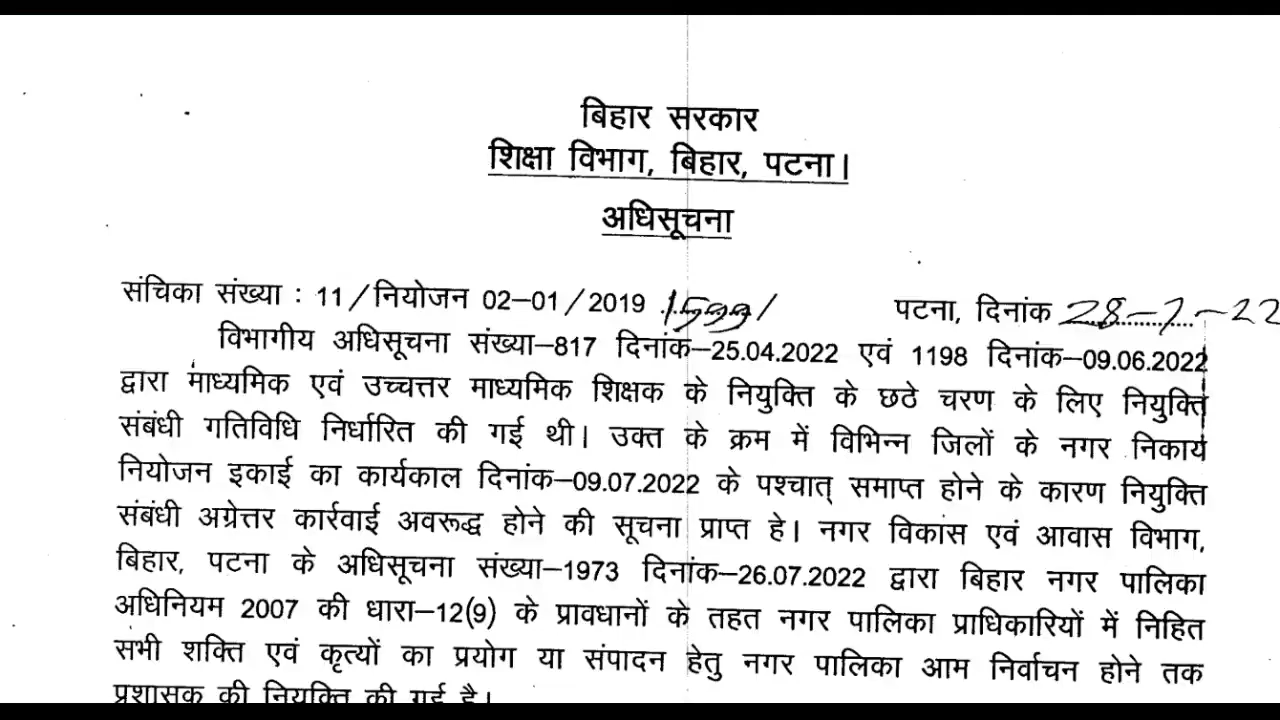 बिहार सरकार
शिक्षा विभाग, बिहार, पटना।
अधिसूचना
संचिका संख्या : 11/नियोजन 02–01/2019 1599/ पटना, दिनांक 28-7-22
विभागीय अधिसूचना संख्या–817 दिनांक–25.04.2022 एवं 1198 दिनांक–09.06.2022
द्वारा माध्यमिक एवं उच्चत्तर माध्यमिक शिक्षक के नियुक्ति के छठे चरण के लिए नियुक्ति
संबंधी गतिविधि निर्धारित की गई थी। उक्त के क्रम में विभिन्न जिलों के नगर निकाय
नियोजन इकाई का कार्यकाल दिनांक–09.07.2022 के पश्चात् समाप्त होने के कारण नियुक्ति
संबंधी अग्रेत्तर कार्रवाई अवरूद्ध होने की सूचना प्राप्त हे। नगर विकास एवं आवास विभाग,
बिहार, पटना के अधिसूचना संख्या–1973 दिनांक–26.07.2022 द्वारा बिहार नगर पालिका
अधिनियम 2007 की धारा–12(9) के प्रावधानों के तहत नगर पालिका प्राधिकारियों में निहित
सभी शक्ति एवं कृत्यों का प्रयोग या संपादन हेतु नगर पालिका आम निर्वाचन होने तक
प्रशासक की नियुक्ति की गई है।